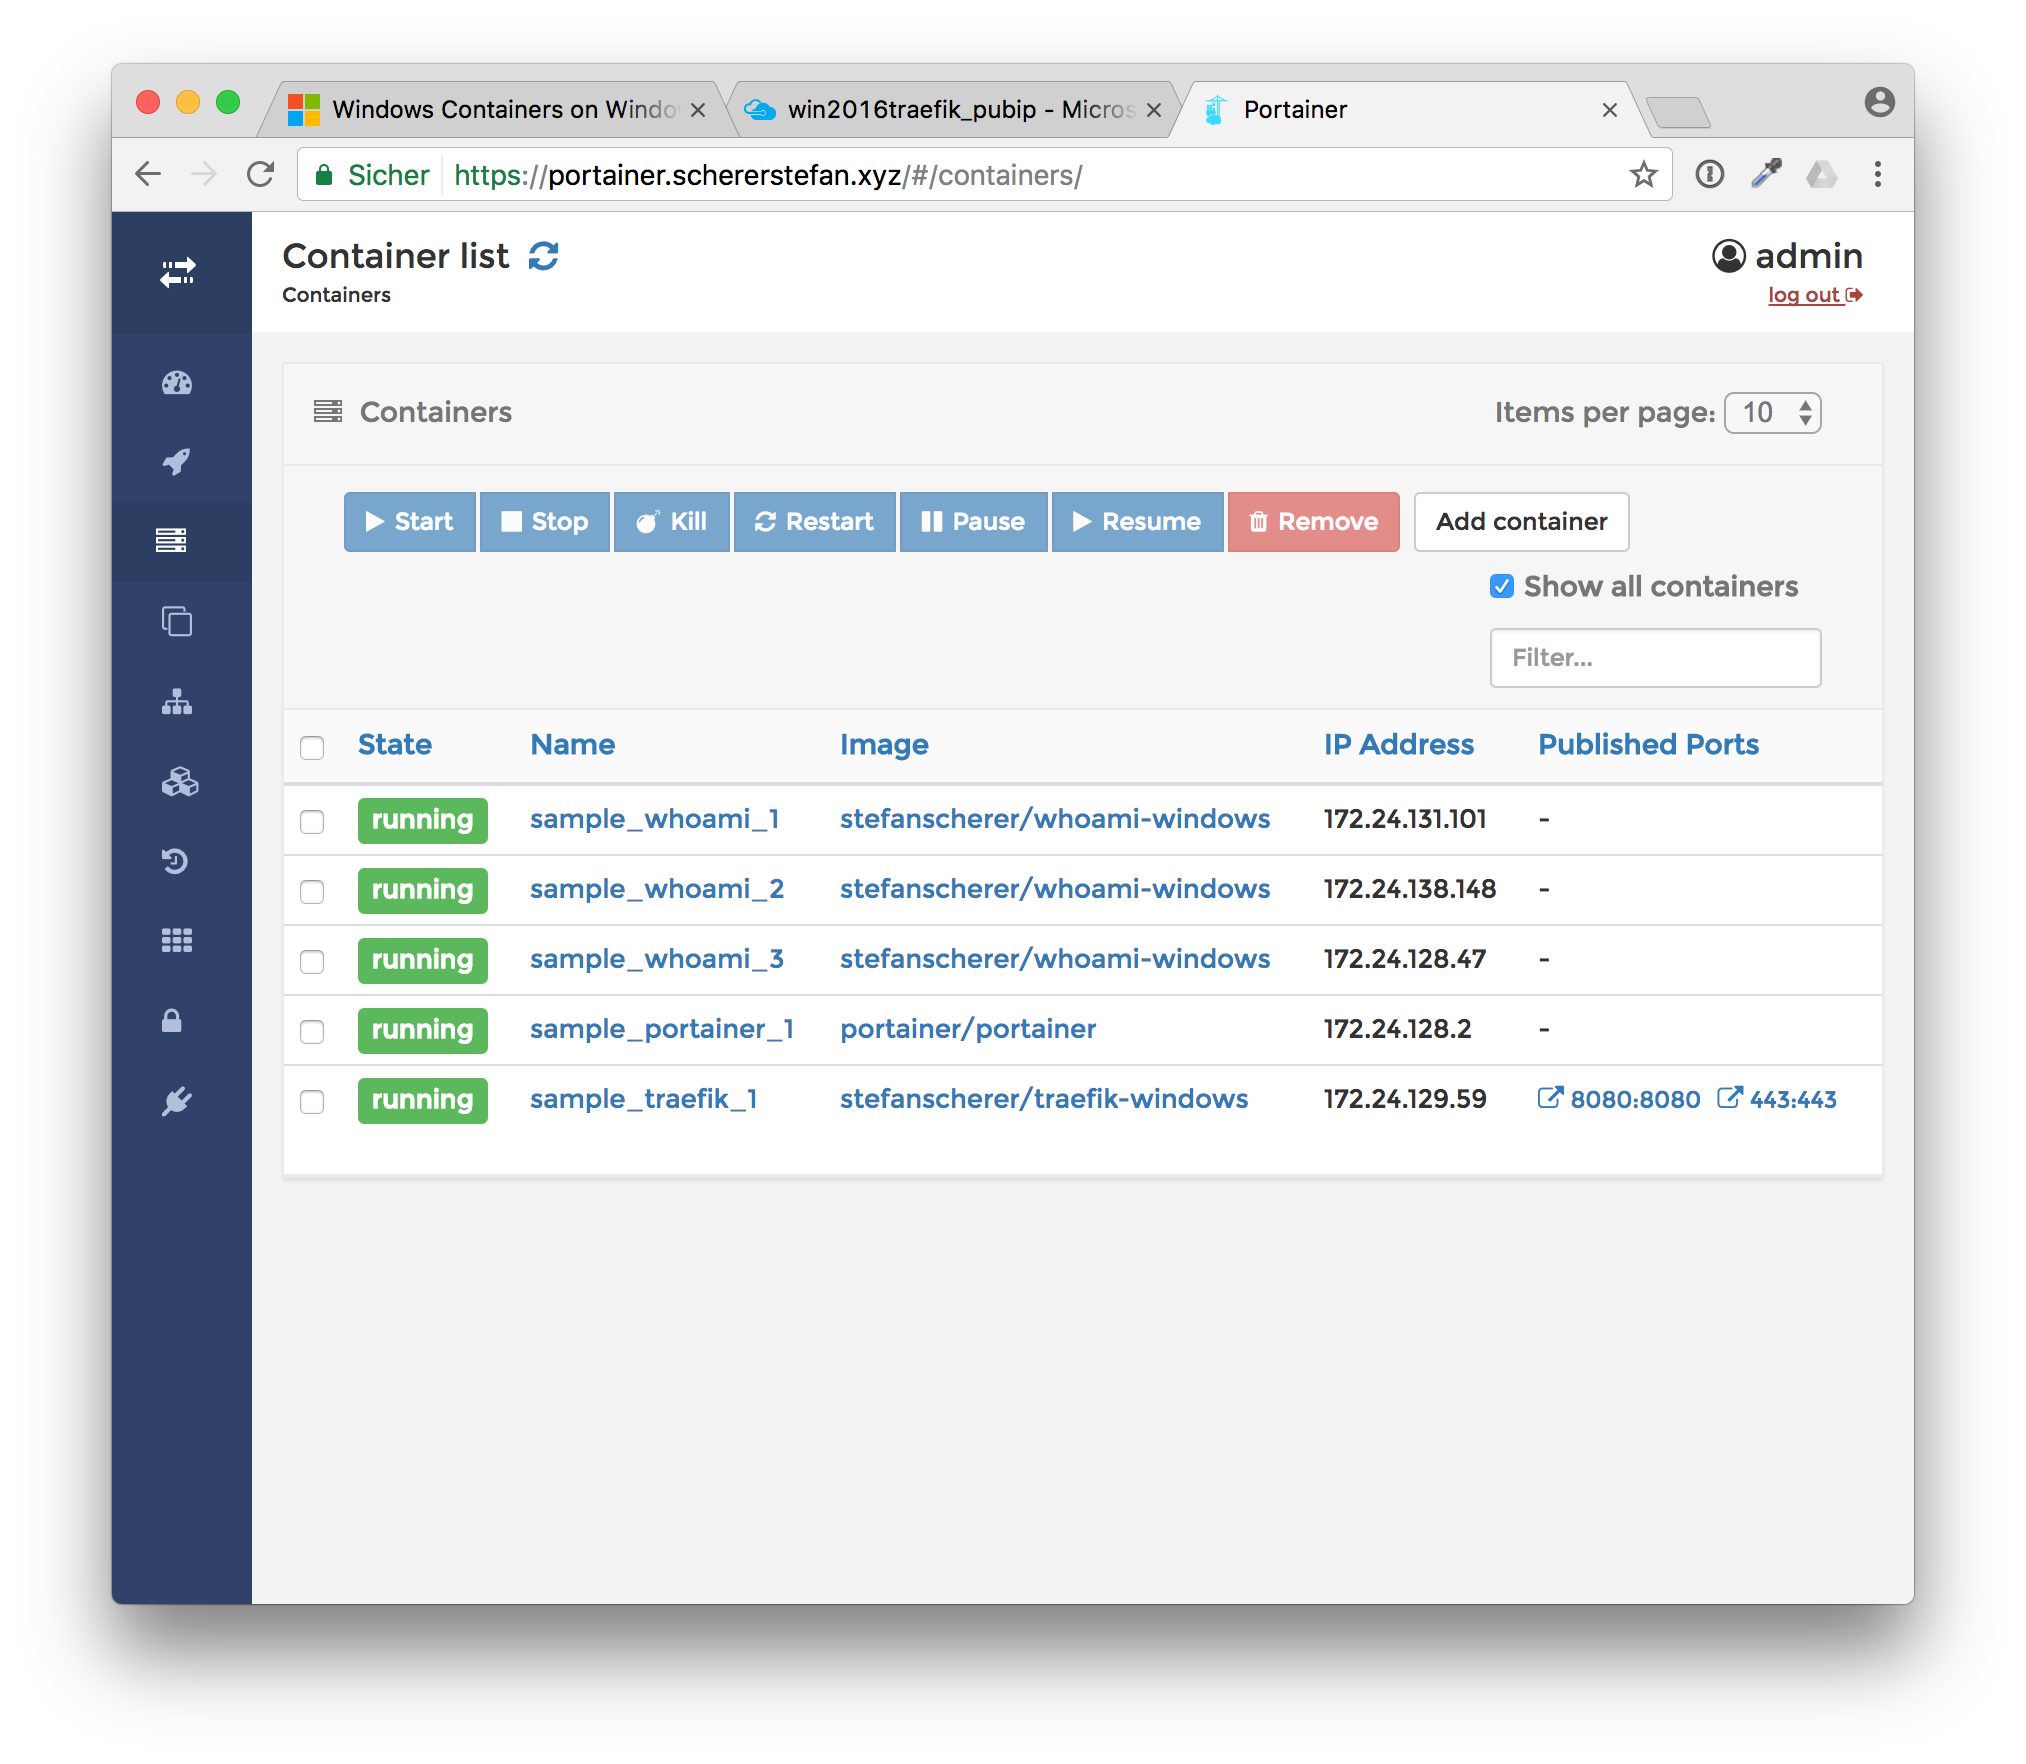 Windows Containers on Windo
win2016traefik_pubip - Micros
Portainer
Sicher https://portainer.schererstefan.xyz/#/containers/
Container list
admin
Containers
log out
Containers
Items per page: 10
Start Stop Kill Restart Pause Resume Remove Add container
Show all containers
Filter...
State Name Image IP Address Published Ports
running sample_whoami_1 stefanscherer/whoami-windows 172.24.131.101 -
running sample_whoami_2 stefanscherer/whoami-windows 172.24.138.148 -
running sample_whoami_3 stefanscherer/whoami-windows 172.24.128.47 -
running sample_portainer_1 portainer/portainer 172.24.128.2 -
running sample_traefik_1 stefanscherer/traefik-windows 172.24.129.59 8080:8080 443:443